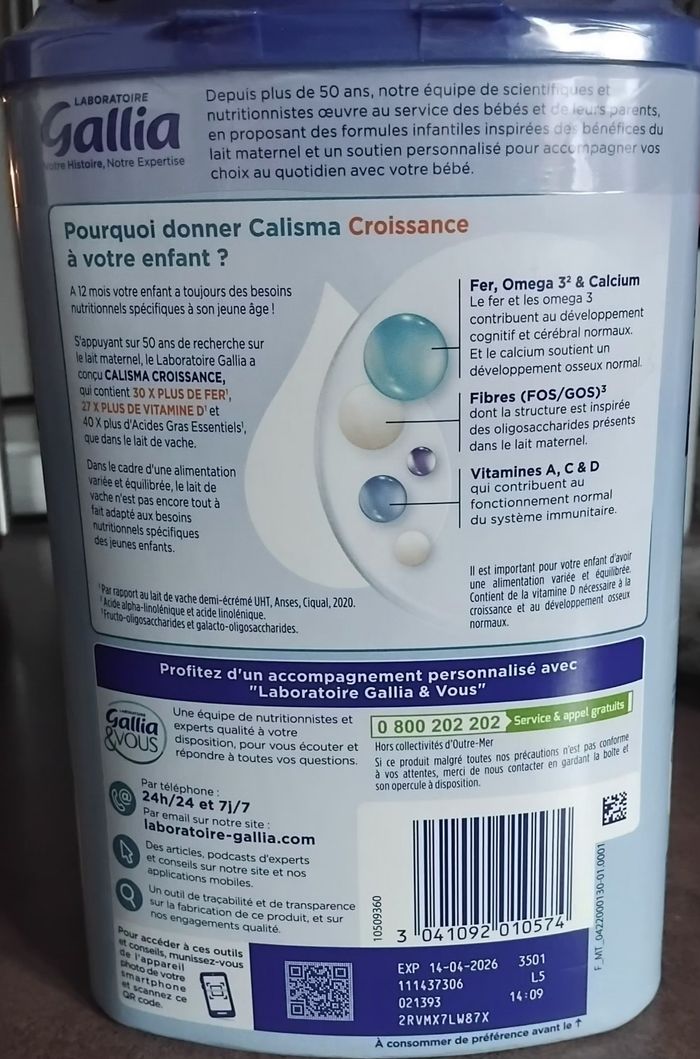 LABORATOIRE
Gallia
Notre Histoire, Notre Expertise
Depuis plus de 50 ans, notre équipe de scientifiques et
nutritionnistes œuvre au service des bébés et de leurs parents,
en proposant des formules infantiles inspirées des bénéfices du
lait maternel et un soutien personnalisé pour accompagner vos
choix au quotidien avec votre bébé.
Pourquoi donner Calisma Croissance
à votre enfant ?
A 12 mois votre enfant a toujours des besoins
nutritionnels spécifiques à son jeune âge !
S'appuyant sur 50 ans de recherche sur
le lait maternel, le Laboratoire Gallia a
conçu CALISMA CROISSANCE,
qui contient 30 X PLUS DE FER¹,
27 X PLUS DE VITAMINE D¹ et
40 X plus d'Acides Gras Essentiels¹,
que dans le lait de vache.
Dans le cadre d'une alimentation
variée et équilibrée, le lait de
vache n'est pas encore tout à
fait adapté aux besoins
nutritionnels spécifiques
des jeunes enfants.
Fer, Omega 3² & Calcium
Le fer et les omega 3
contribuent au développement
cognitif et cérébral normaux.
Et le calcium soutient un
développement osseux normal.
Fibres (FOS/GOS)³
dont la structure est inspirée
des oligosaccharides présents
dans le lait maternel.
Vitamines A, C & D
qui contribuent au
fonctionnement normal
du système immunitaire.
Il est important pour votre enfant d'avoir
une alimentation variée et équilibrée.
Contient de la vitamine D nécessaire à la
croissance et au développement osseux
normaux.
Par rapport au lait de vache demi-écrémé UHT, Anses, Ciqual, 2020.
Acide alpha-linolénique et acide linolénique.
Fructo-oligosaccharides et galacto-oligosaccharides.
Profitez d'un accompagnement personnalisé avec
"Laboratoire Gallia & Vous"
Gallia
&VOUS
Une équipe de nutritionnistes et
experts qualité à votre
disposition, pour vous écouter et
répondre à toutes vos questions.
0 800 202 202 Service & appel gratuits
Hors collectivités d'Outre-Mer
Si ce produit malgré toutes nos précautions n'est pas conforme
à vos attentes, merci de nous contacter en gardant la boîte et
son opercule à disposition.
Par téléphone :
24h/24 et 7j/7
Par email sur notre site :
laboratoire-gallia.com
Des articles, podcasts d'experts
et conseils sur notre site et nos
applications mobiles.
Un outil de traçabilité et de transparence
sur la fabrication de ce produit, et sur
nos engagements qualité.
Pour accéder à ces outils
et conseils, munissez-vous
de l'appareil
photo de votre
smartphone
et scannez ce
QR code.
10509360
3 041092 010574
F_MT_0422000130-01.0001
EXP 14-04-2026 3501
111437306 L5
021393 14:09
2RVMX7LW87X
A consommer de préférence avant le ↑